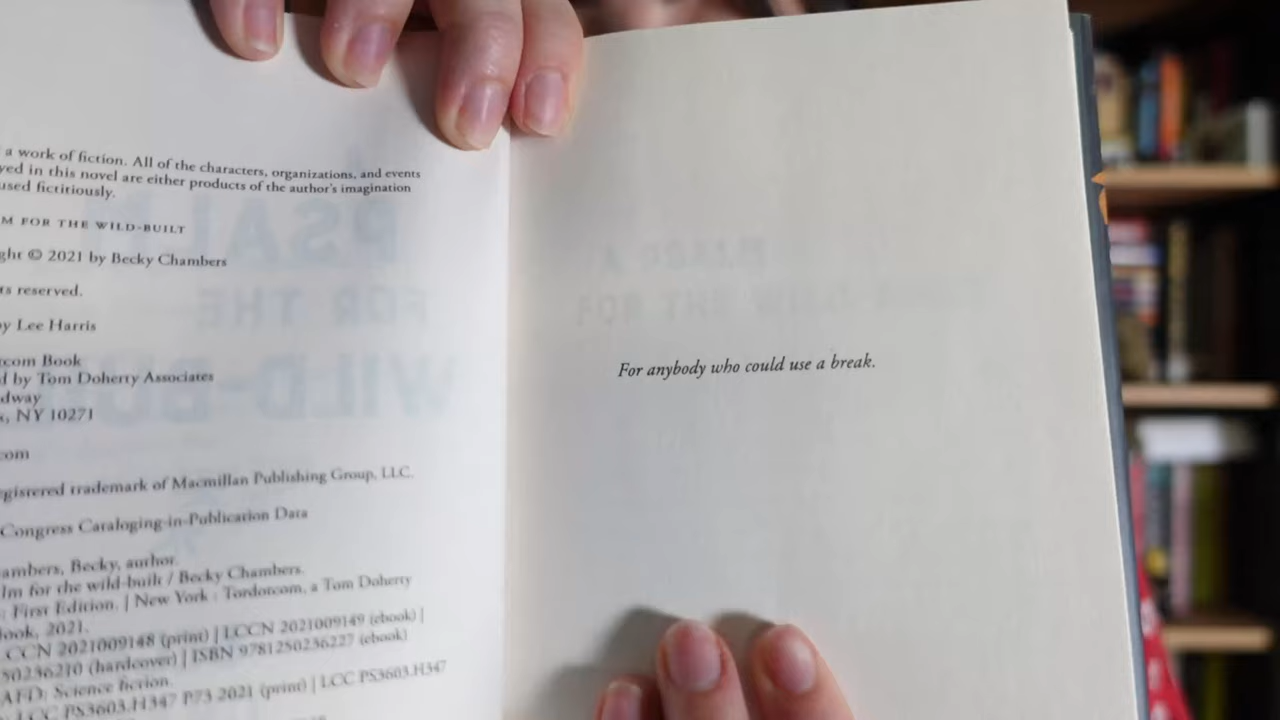 a work of fiction. All of the characters, organizations, and events
yed in this novel are either products of the author's imagination
used fictitiously.
M FOR THE WILD-BUILT
ght © 2021 by Becky Chambers
ts reserved.
by Lee Harris
com Book
d by Tom Doherty Associates
dway
, NY 10271
com
egistered trademark of Macmillan Publishing Group, LLC.
Congress Cataloging-in-Publication Data
ambers, Becky, author.
lm for the wild-built / Becky Chambers.
: First Edition. | New York : Tordotcom, a Tom Doherty
Book, 2021.
CCN 2021009148 (print) | LCCN 2021009149 (ebook) |
50236210 (hardcover) | ISBN 9781250236227 (ebook)
AFD: Science fiction.
LCC PS3603.H347 P73 2021 (print) | LCC PS3603.H347
For anybody who could use a break.